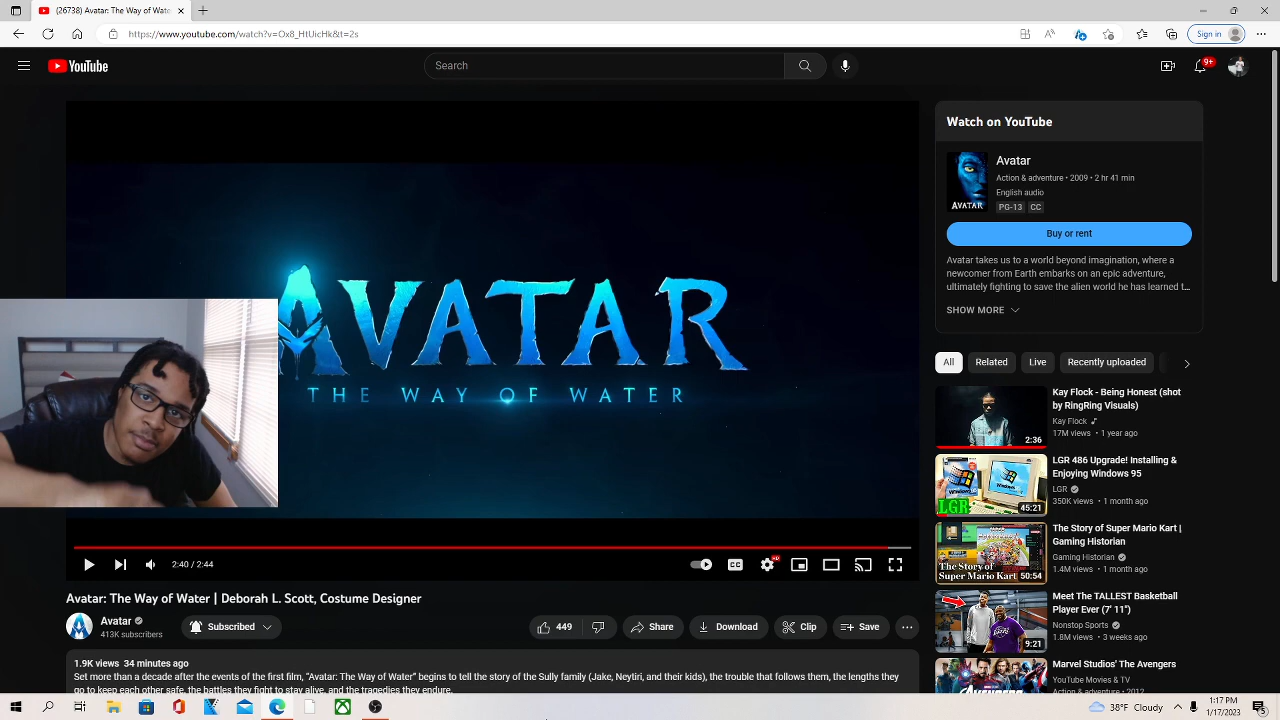 (26738) Avatar: The Way of Wate
https://www.youtube.com/watch?v=Ox8_HtUicHk&t=2s
Sign in
YouTube
Search
9+
AVATAR
THE WAY OF WATER
2:40 / 2:44
CC
HD
Avatar: The Way of Water | Deborah L. Scott, Costume Designer
Avatar
413K subscribers
Subscribed
449
Share
Download
Clip
Save
1.9K views 34 minutes ago
Set more than a decade after the events of the first film, "Avatar: The Way of Water" begins to tell the story of the Sully family (Jake, Neytiri, and their kids), the trouble that follows them, the lengths they
go to keep each other safe, the battles they fight to stay alive, and the tragedies they endure.
Watch on YouTube
AVATAR
Avatar
Action & adventure • 2009 • 2 hr 41 min
English audio
PG-13 CC
Buy or rent
Avatar takes us to a world beyond imagination, where a
newcomer from Earth embarks on an epic adventure,
ultimately fighting to save the alien world he has learned t...
SHOW MORE
All Related Live Recently uploaded
2:36
Kay Flock - Being Honest (shot
by RingRing Visuals)
Kay Flock
17M views • 1 year ago
LGR
45:21
LGR 486 Upgrade! Installing &
Enjoying Windows 95
LGR
350K views • 1 month ago
The Story of
Super Mario Kart
50:54
The Story of Super Mario Kart |
Gaming Historian
Gaming Historian
1.4M views • 1 month ago
9:21
Meet The TALLEST Basketball
Player Ever (7' 11")
Nonstop Sports
1.8M views • 3 weeks ago
Marvel Studios' The Avengers
YouTube Movies & TV
Action & adventure • 2012
38°F Cloudy
1:17 PM
1/17/2023